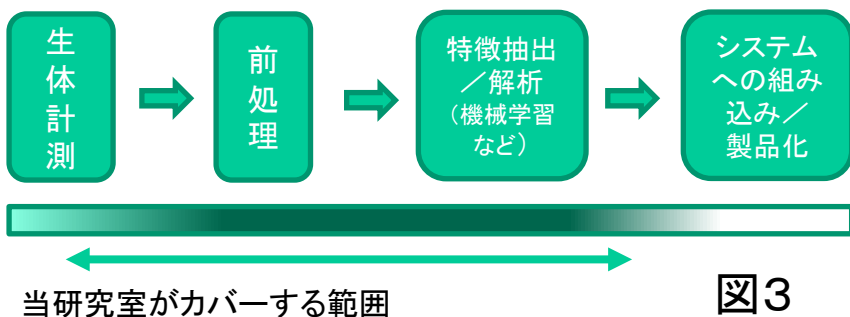 生
体
計
測
前
処
理
特徴抽出
／解析
（機械学習
など）
システム
への組み
込み／
製品化
当研究室がカバーする範囲
図3